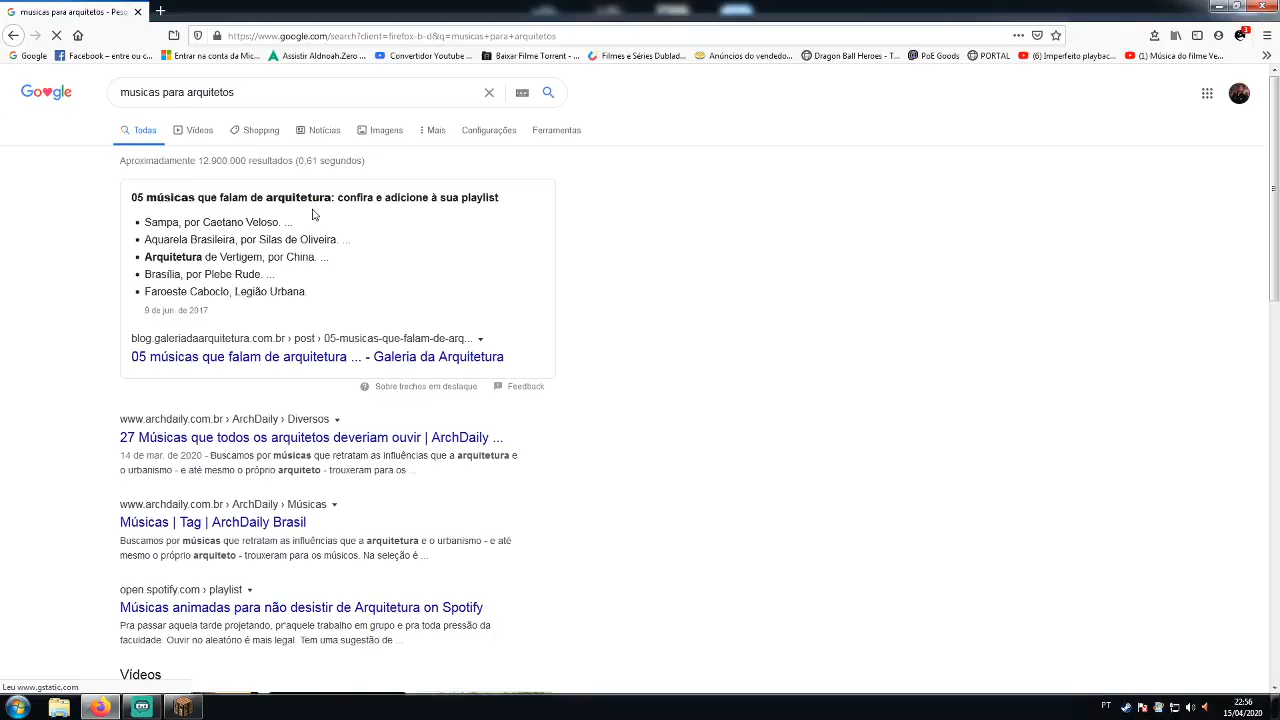 musicas para arquitetos - Pesq
https://www.google.com/search?client=firefox-b-d&q=musicas+para+arquitetos
Google
Facebook – entre ou c...
Entrar na conta da Mic...
Assistir Aldnoah.Zero ...
Convertidor Youtube ...
Baixar Filme Torrent -...
Filmes e Séries Dublad...
Anúncios do vendedo...
Dragon Ball Heroes - T...
PoE Goods
PORTAL
(6) Imperfeito playbac...
(1) Música do filme Ve...
Google
musicas para arquitetos
Todas
Vídeos
Shopping
Notícias
Imagens
Mais
Configurações
Ferramentas
Aproximadamente 12.900.000 resultados (0,61 segundos)
05 músicas que falam de arquitetura: confira e adicione à sua playlist
Sampa, por Caetano Veloso. ...
Aquarela Brasileira, por Silas de Oliveira. ...
Arquitetura de Vertigem, por China. ...
Brasília, por Plebe Rude. ...
Faroeste Caboclo, Legião Urbana.
9 de jun. de 2017
blog.galeriadaarquitetura.com.br › post › 05-musicas-que-falam-de-arq...
05 músicas que falam de arquitetura ... - Galeria da Arquitetura
Sobre trechos em destaque
Feedback
www.archdaily.com.br › ArchDaily › Diversos
27 Músicas que todos os arquitetos deveriam ouvir | ArchDaily ...
14 de mar. de 2020 - Buscamos por músicas que retratam as influências que a arquitetura e
o urbanismo - e até mesmo o próprio arquiteto - trouxeram para os ...
www.archdaily.com.br › ArchDaily › Músicas
Músicas | Tag | ArchDaily Brasil
Buscamos por músicas que retratam as influências que a arquitetura e o urbanismo - e até
mesmo o próprio arquiteto - trouxeram para os músicos. Na seleção é ...
open.spotify.com › playlist
Músicas animadas para não desistir de Arquitetura on Spotify
Pra passar aquela tarde projetando, pr'aquele trabalho em grupo e pra toda pressão da
faculdade. Ouvir no aleatório é mais legal. Tem uma sugestão de ...
Vídeos
Leu www.gstatic.com
PT
22:56
15/04/2020